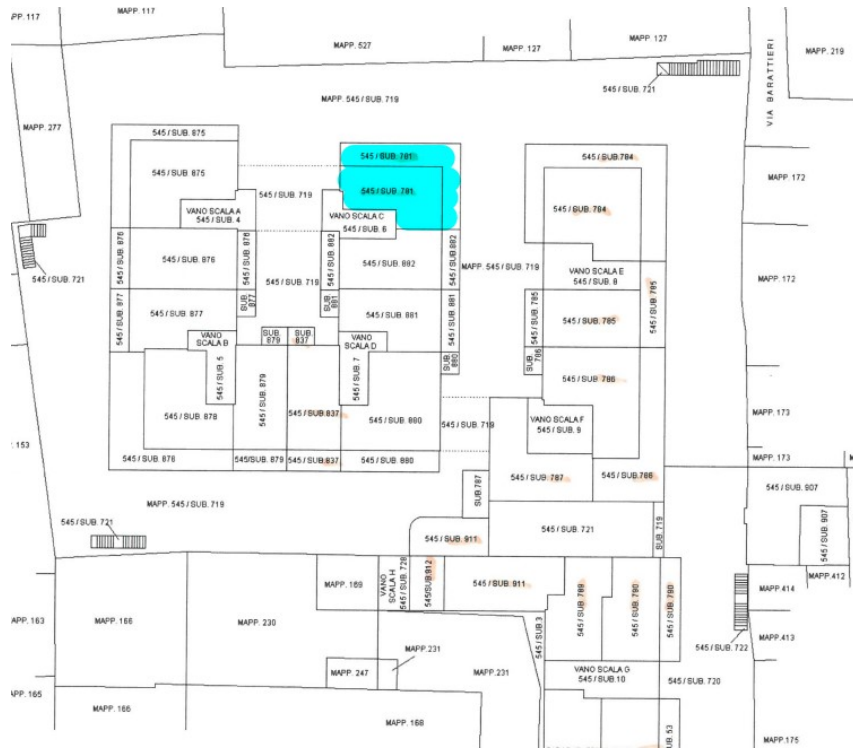 PP. 117
MAPP. 117
MAPP. 527
MAPP. 127
MAPP. 127
MAPP. 219
VIA BARATTIERI
545 / SUB. 721
MAPP. 545 / SUB. 719
MAPP. 277
545 / SUB. 875
545 / SUB. 781
545 / SUB. 784
MAPP. 172
545 / SUB. 875
545 / SUB. 719
545 / SUB. 781
545 / SUB. 784
VANO SCALA A
545 / SUB. 4
VANO SCALA C
545 / SUB. 6
545 / SUB. 721
545 / SUB. 876
545 / SUB. 876
545 / SUB. 876
545 / SUB. 719
545 / SUB. 882
545 / SUB. 882
545 / SUB. 882
MAPP. 545 / SUB. 719
VANO SCALA E
545 / SUB. 8
545 / SUB. 785
MAPP. 172
545 / SUB. 877
545 / SUB. 877
SUB. 877
SUB. 881
545 / SUB. 881
545 / SUB. 881
545 / SUB. 785
545 / SUB. 785
VANO SCALA B
545 / SUB. 5
SUB. 879
SUB. 837
VANO SCALA D
545 / SUB. 7
SUB. 880
SUB. 786
545 / SUB. 786
545 / SUB. 878
545 / SUB. 879
545 / SUB. 837
545 / SUB. 880
545 / SUB. 719
VANO SCALA F
545 / SUB. 9
MAPP. 173
.153
545 / SUB. 878
545/SUB. 879
SUB. 837
545 / SUB. 880
MAPP. 173
M
MAPP. 545 / SUB. 719
SUB. 787
545 / SUB. 787
545 / SUB. 786
545 / SUB. 907
545 / SUB. 907
545 / SUB. 721
545 / SUB. 911
545 / SUB. 721
SUB. 719
MAPP. 412
APP. 163
MAPP. 166
MAPP. 230
MAPP. 169
VANO SCALA H
545 / SUB. 728
545/SUB.912
545 / SUB. 911
545 / SUB. 789
545 / SUB. 790
545 / SUB. 790
MAPP. 414
MAPP. 413
545 / SUB. 722
545 / SUB. 3
MAPP.231
MAPP. 247
MAPP.231
VANO SCALA G
545 / SUB. 10
545 / SUB. 720
APP. 165
MAPP. 166
MAPP. 168
SUB. 53
MAPP. 175